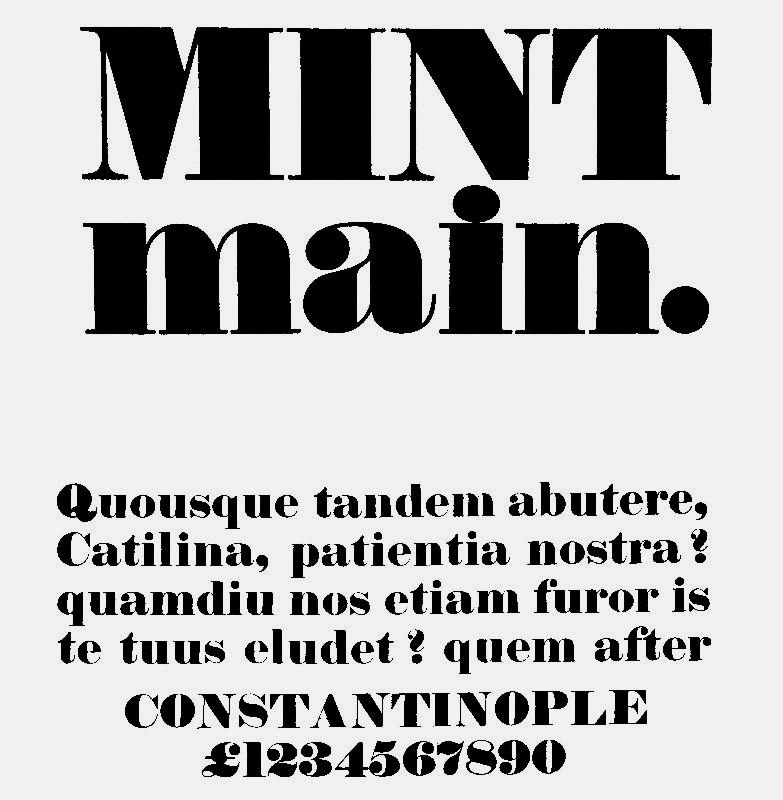 MINT
main.
Quousque tandem abutere,
Catilina, patientia nostra?
quamdiu nos etiam furor is
te tuus eludet? quem after
CONSTANTINOPLE
£1234567890